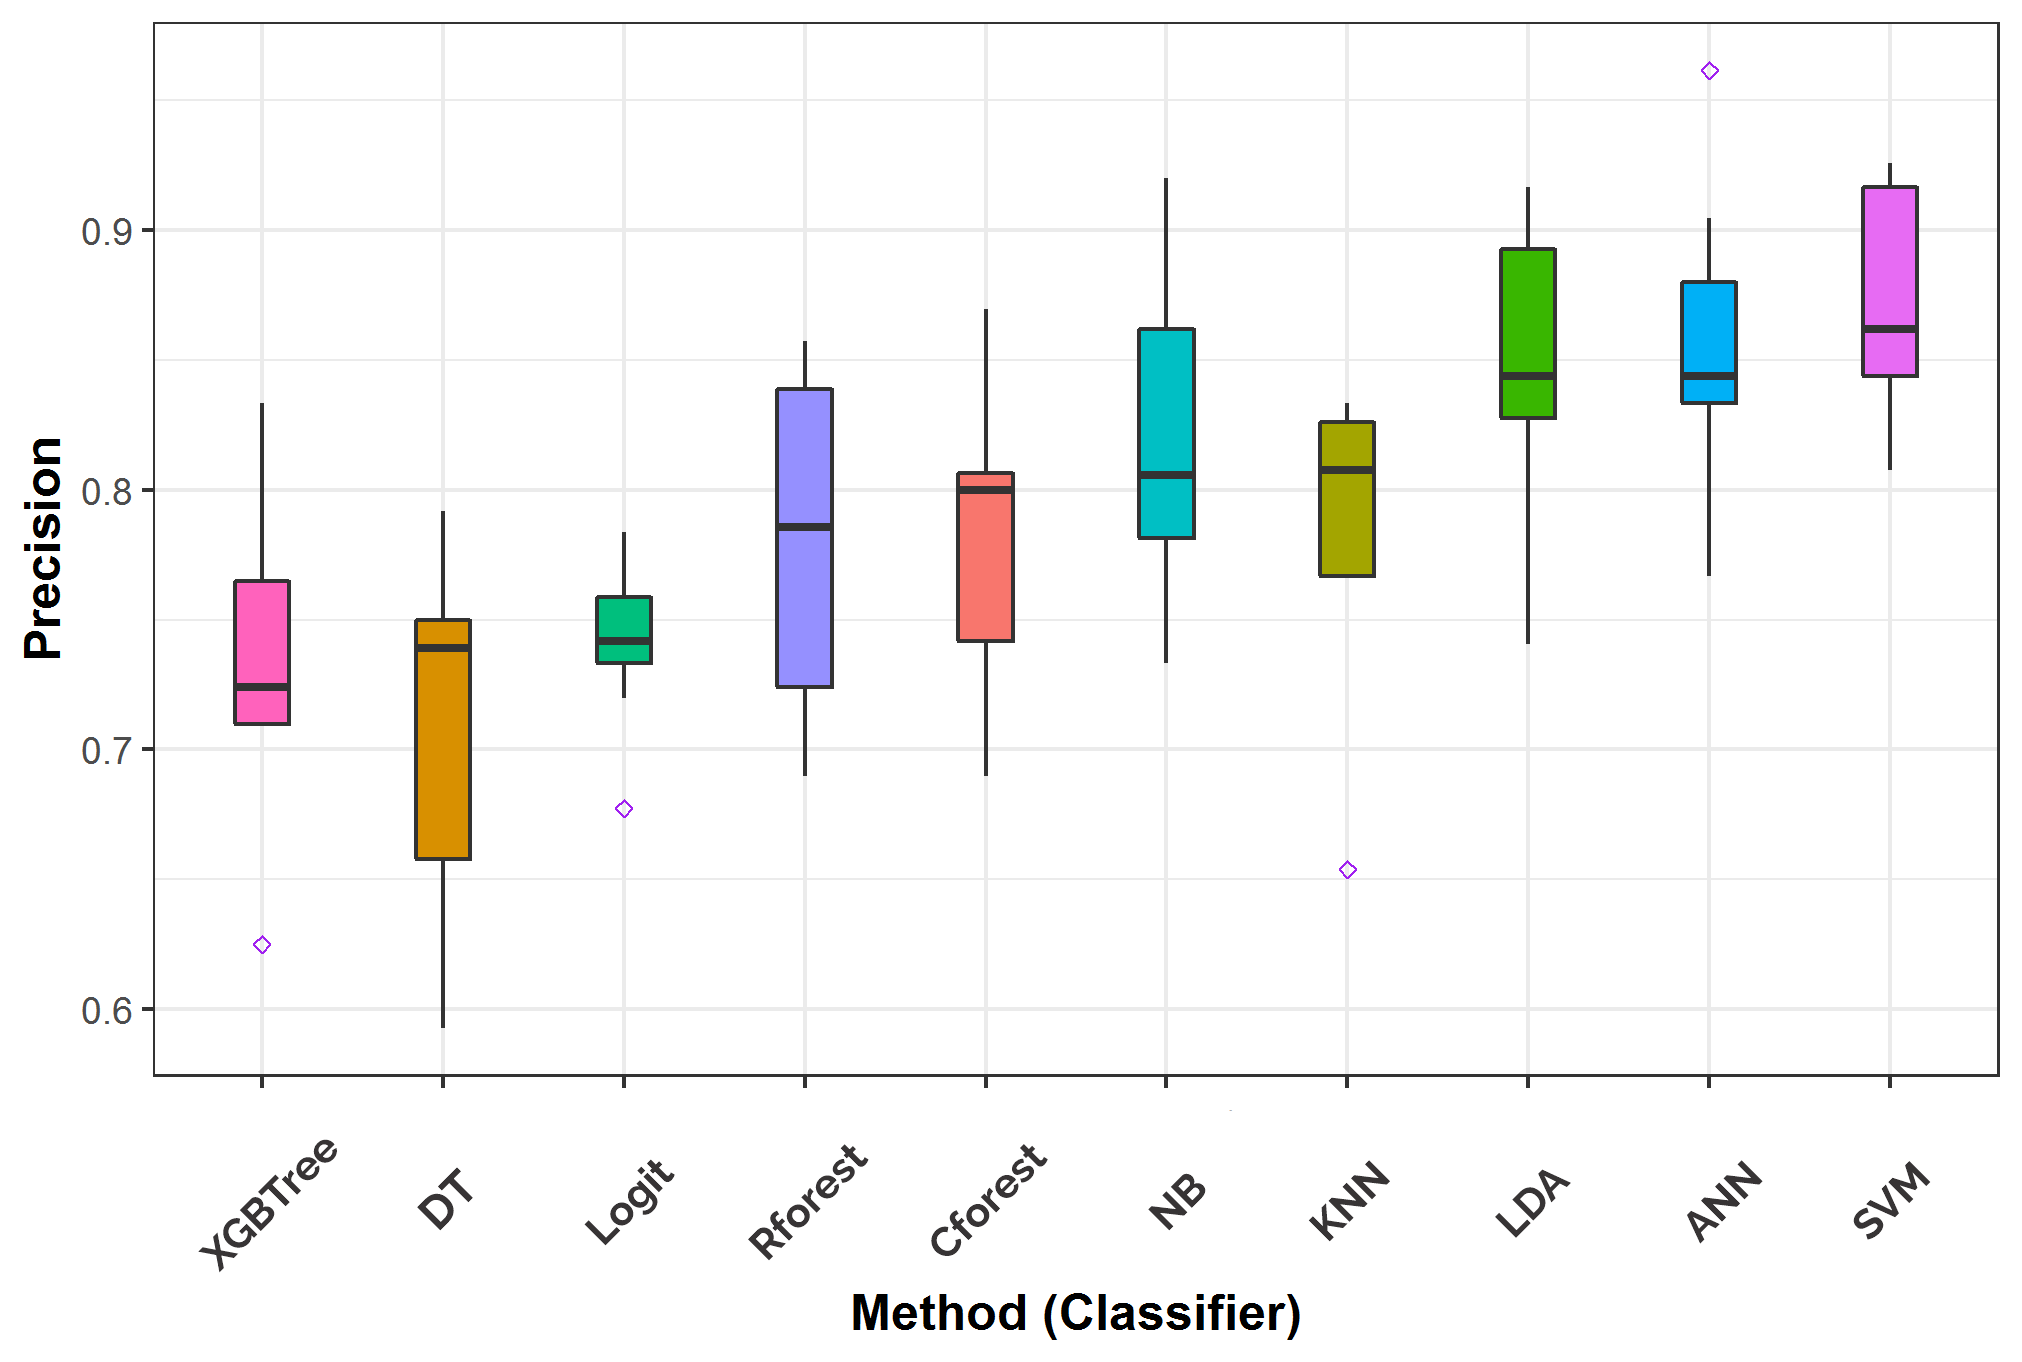 Precision
0.9
0.8
0.7
0.6
XGBTree
DT
Logit
Rforest
Cforest
NB
KNN
LDA
ANN
SVM
Method (Classifier)